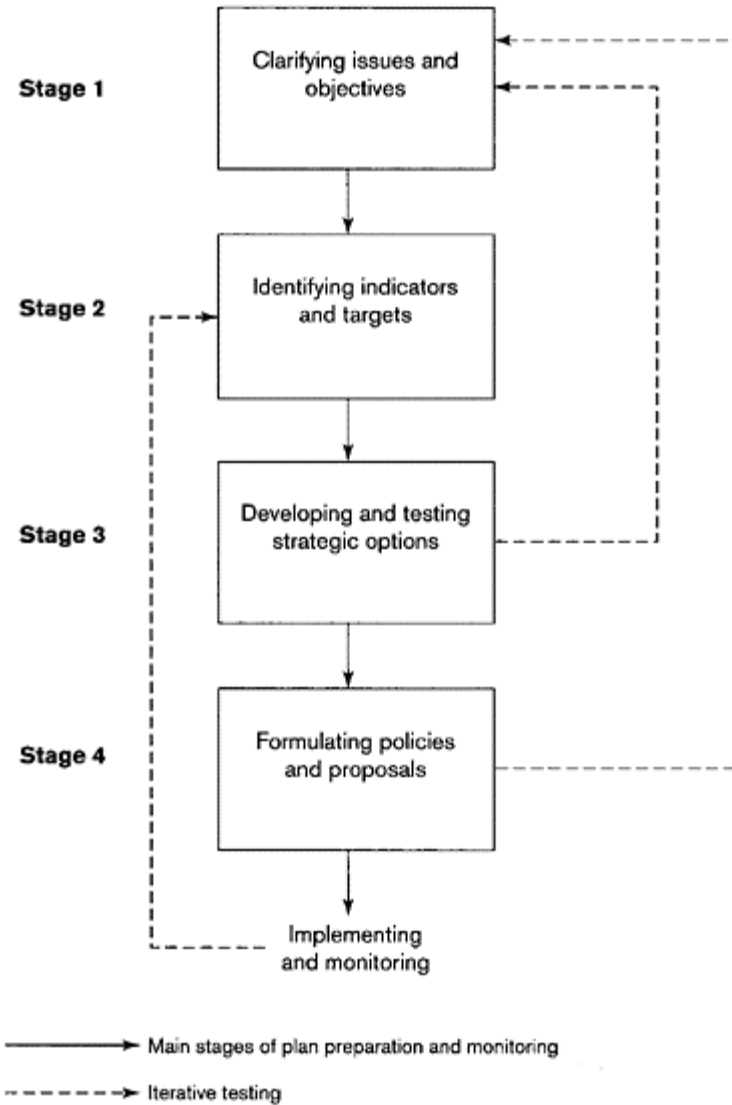 Stage 1
Clarifying issues and
objectives
Stage 2
Identifying indicators
and targets
Stage 3
Developing and testing
strategic options
Stage 4
Formulating policies
and proposals
Implementing
and monitoring
Main stages of plan preparation and monitoring
Iterative testing